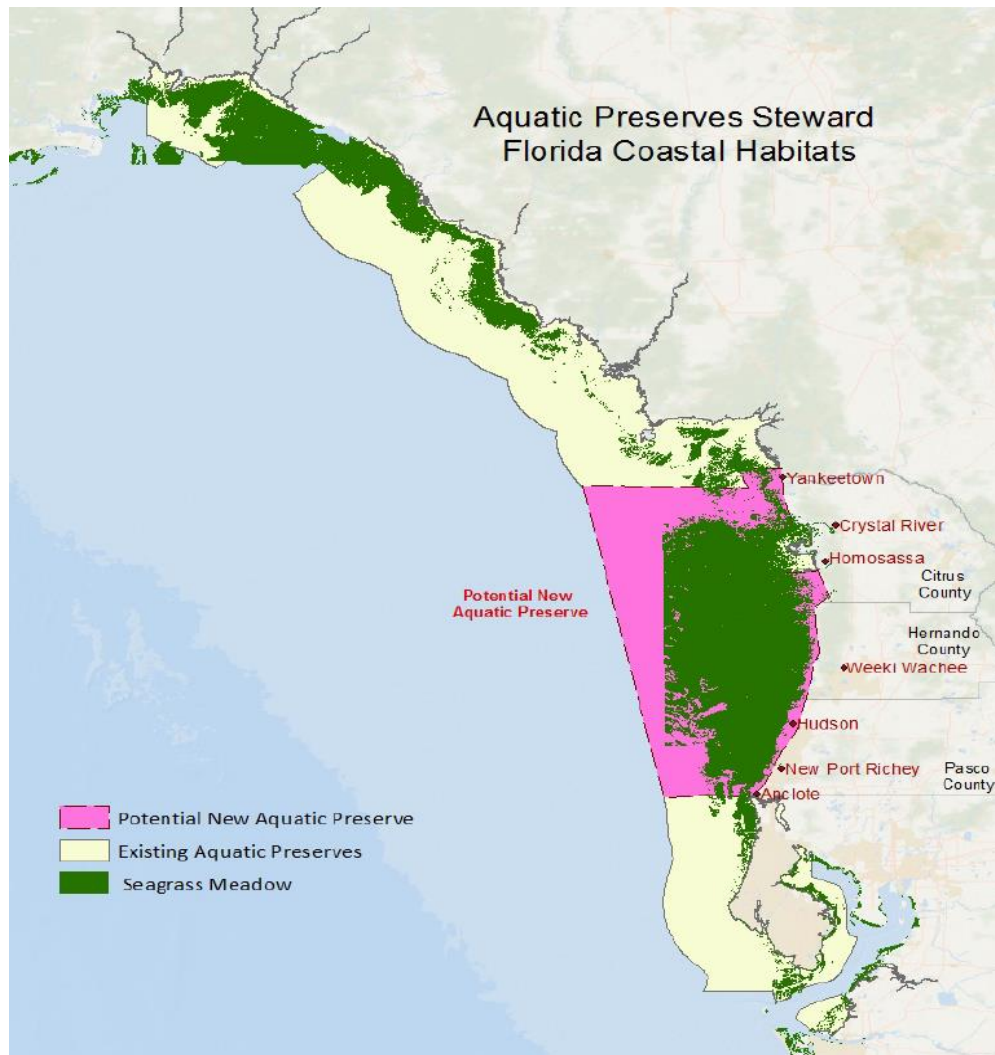 Aquatic Preserves Steward
Florida Coastal Habitats
Yankeetown
Crystal River
Homosassa
Citrus
County
Potential New
Aquatic Preserve
Hernando
County
Weeki Wachee
Hudson
New Port Richey
Pasco
County
Anclote
Potential New Aquatic Preserve
Existing Aquatic Preserves
Seagrass Meadow